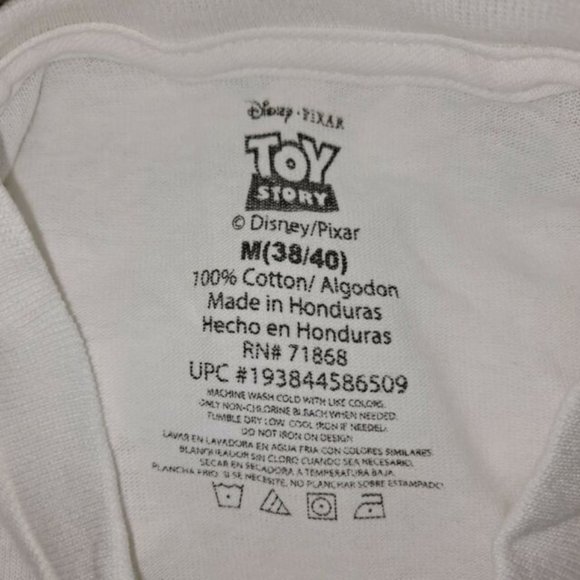 Disney · PIXAR
TOY
STORY
© Disney/Pixar
M(38/40)
100% Cotton/ Algodon
Made in Honduras
Hecho en Honduras
RN# 71868
UPC #193844586509
MACHINE WASH COLD WITH LIKE COLORS.
ONLY NON-CHLORINE BLEACH WHEN NEEDED.
TUMBLE DRY LOW. COOL IRON IF NEEDED.
DO NOT IRON ON DESIGN
LAVAR EN LAVADORA EN AGUA FRIA CON COLORES SIMILARES.
BLANQUEADOR SIN CLORO CUANDO SEA NECESARIO.
SECAR EN SECADORA A TEMPERATURA BAJA.
PLANCHA FRIO SI SE NECESITE, NO PLANCHAR SOBRE ESTAMPADO